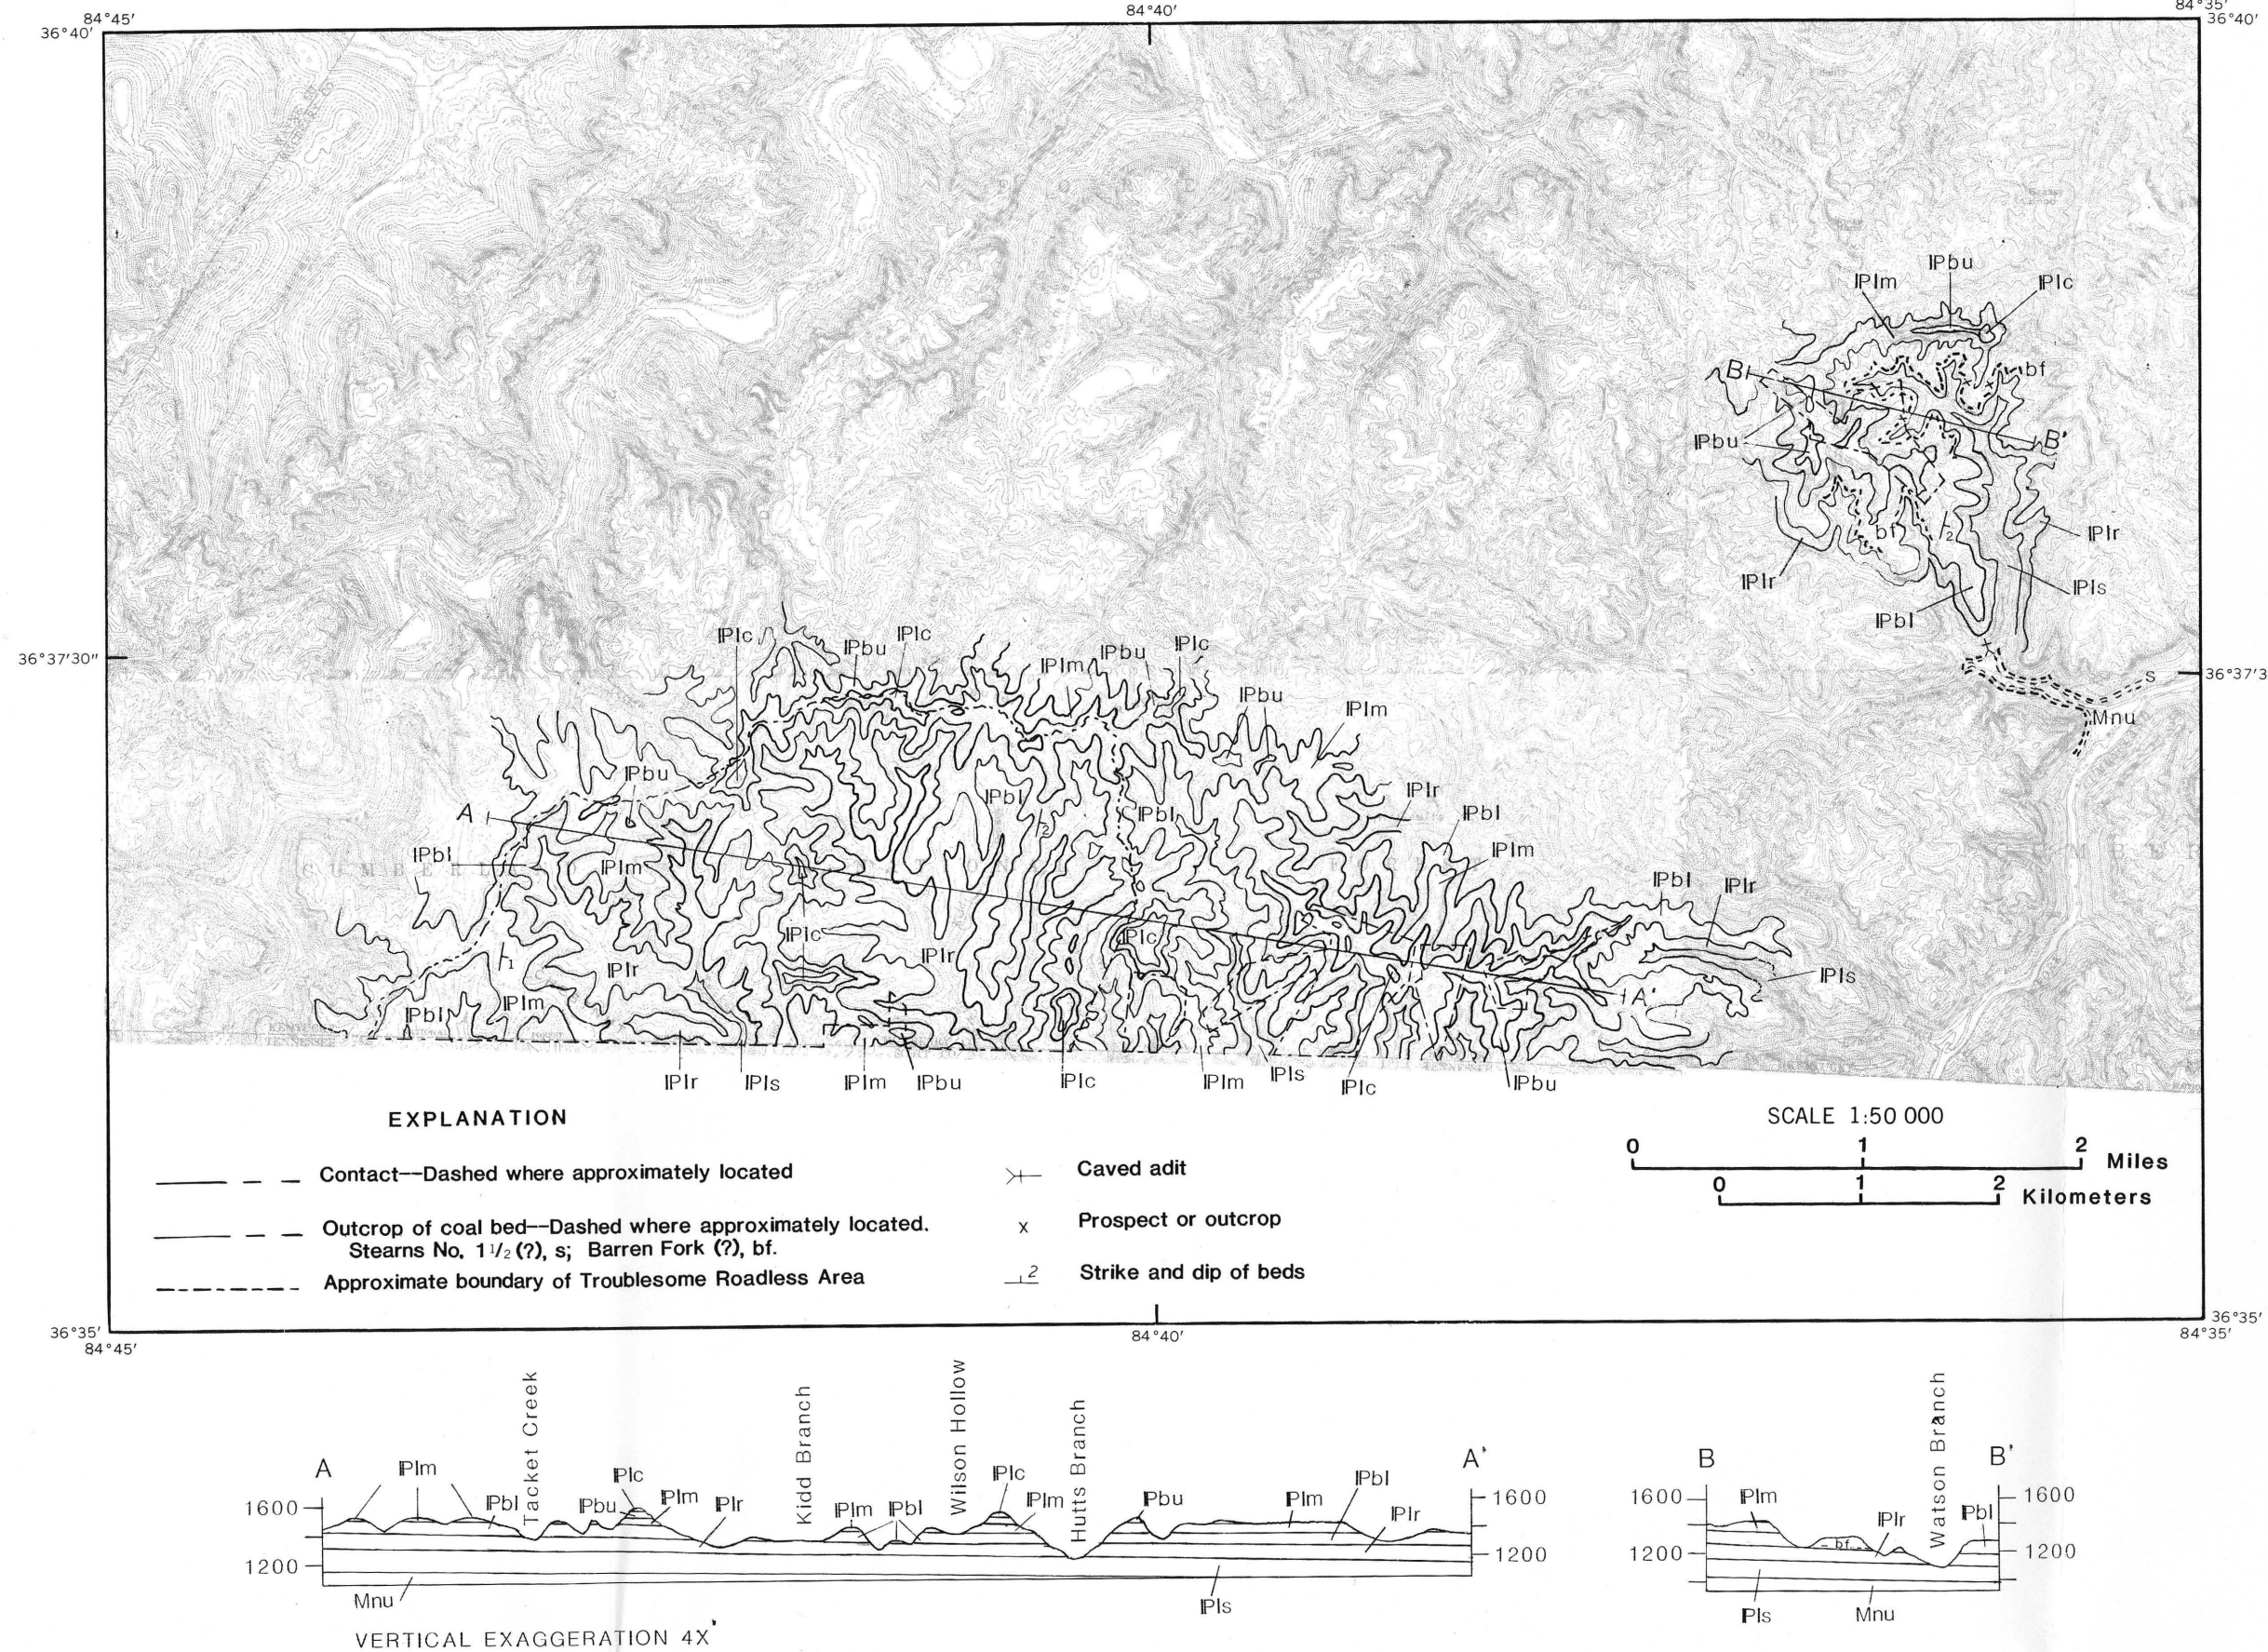 84°45'
84°40'
84°35'
36°40'
36°40'
IPbu
IPlm
IPlc
B
bf
IPbu
B'
bf
2
IPlr
IPlr
IPls
IPbl
36°37'30"
s
36°37'3
Mnu
IPlc
IPbu
IPlc
IPlm
IPbu
IPlc
IPbu
IPlm
IPbu
IPbl
2
IPbl
IPlr
IPbl
A
IPbl
IPlm
IPlm
IPbl
IPlr
CUMBERL
IPlc
IPlr
IPlc
IPlr
1
IPls
A'
IPbl
IPlm
KENTUCKY
TENNESSEE
IPlr
IPls
IPlm
IPbu
IPlc
IPlm
IPls
IPlc
IPbu
EXPLANATION
Contact--Dashed where approximately located
Outcrop of coal bed--Dashed where approximately located.
Stearns No. 1 1/2 (?), s; Barren Fork (?), bf.
Approximate boundary of Troublesome Roadless Area
Caved adit
x Prospect or outcrop
2 Strike and dip of beds
SCALE 1:50 000
0 1 2 Miles
0 1 2 Kilometers
36°35'
36°35'
84°45'
84°40'
84°35'
Tacket Creek
Kidd Branch
Wilson Hollow
Hutts Branch
Watson Branch
A
IPlm
IPbl
IPbu
IPlc
IPlm
IPlr
IPlm
IPbl
IPlc
IPlm
IPbu
IPlm
IPbl
IPlr
A'
1600
1200
1600
1200
Mnu
IPls
B
IPlm
bf
IPlr
IPbl
B'
1600
1200
1600
1200
IPls
Mnu
VERTICAL EXAGGERATION 4X